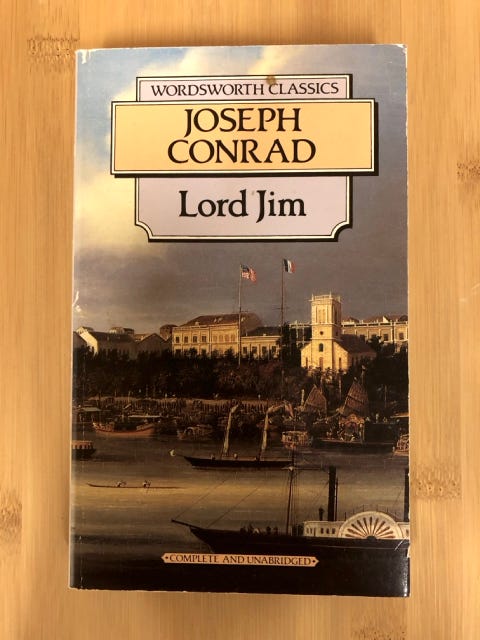 WORDSWORTH CLASSICS
JOSEPH
CONRAD
Lord Jim
COMPLETE AND UNABRIDGED